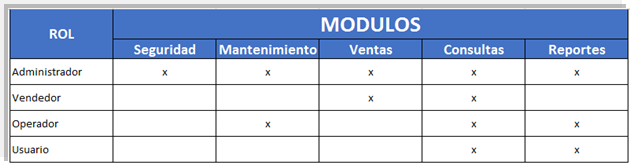 ROL MODULOS
Seguridad Mantenimiento Ventas Consultas Reportes
Administrador x x x x x
Vendedor x x
Operador x x x
Usuario x x